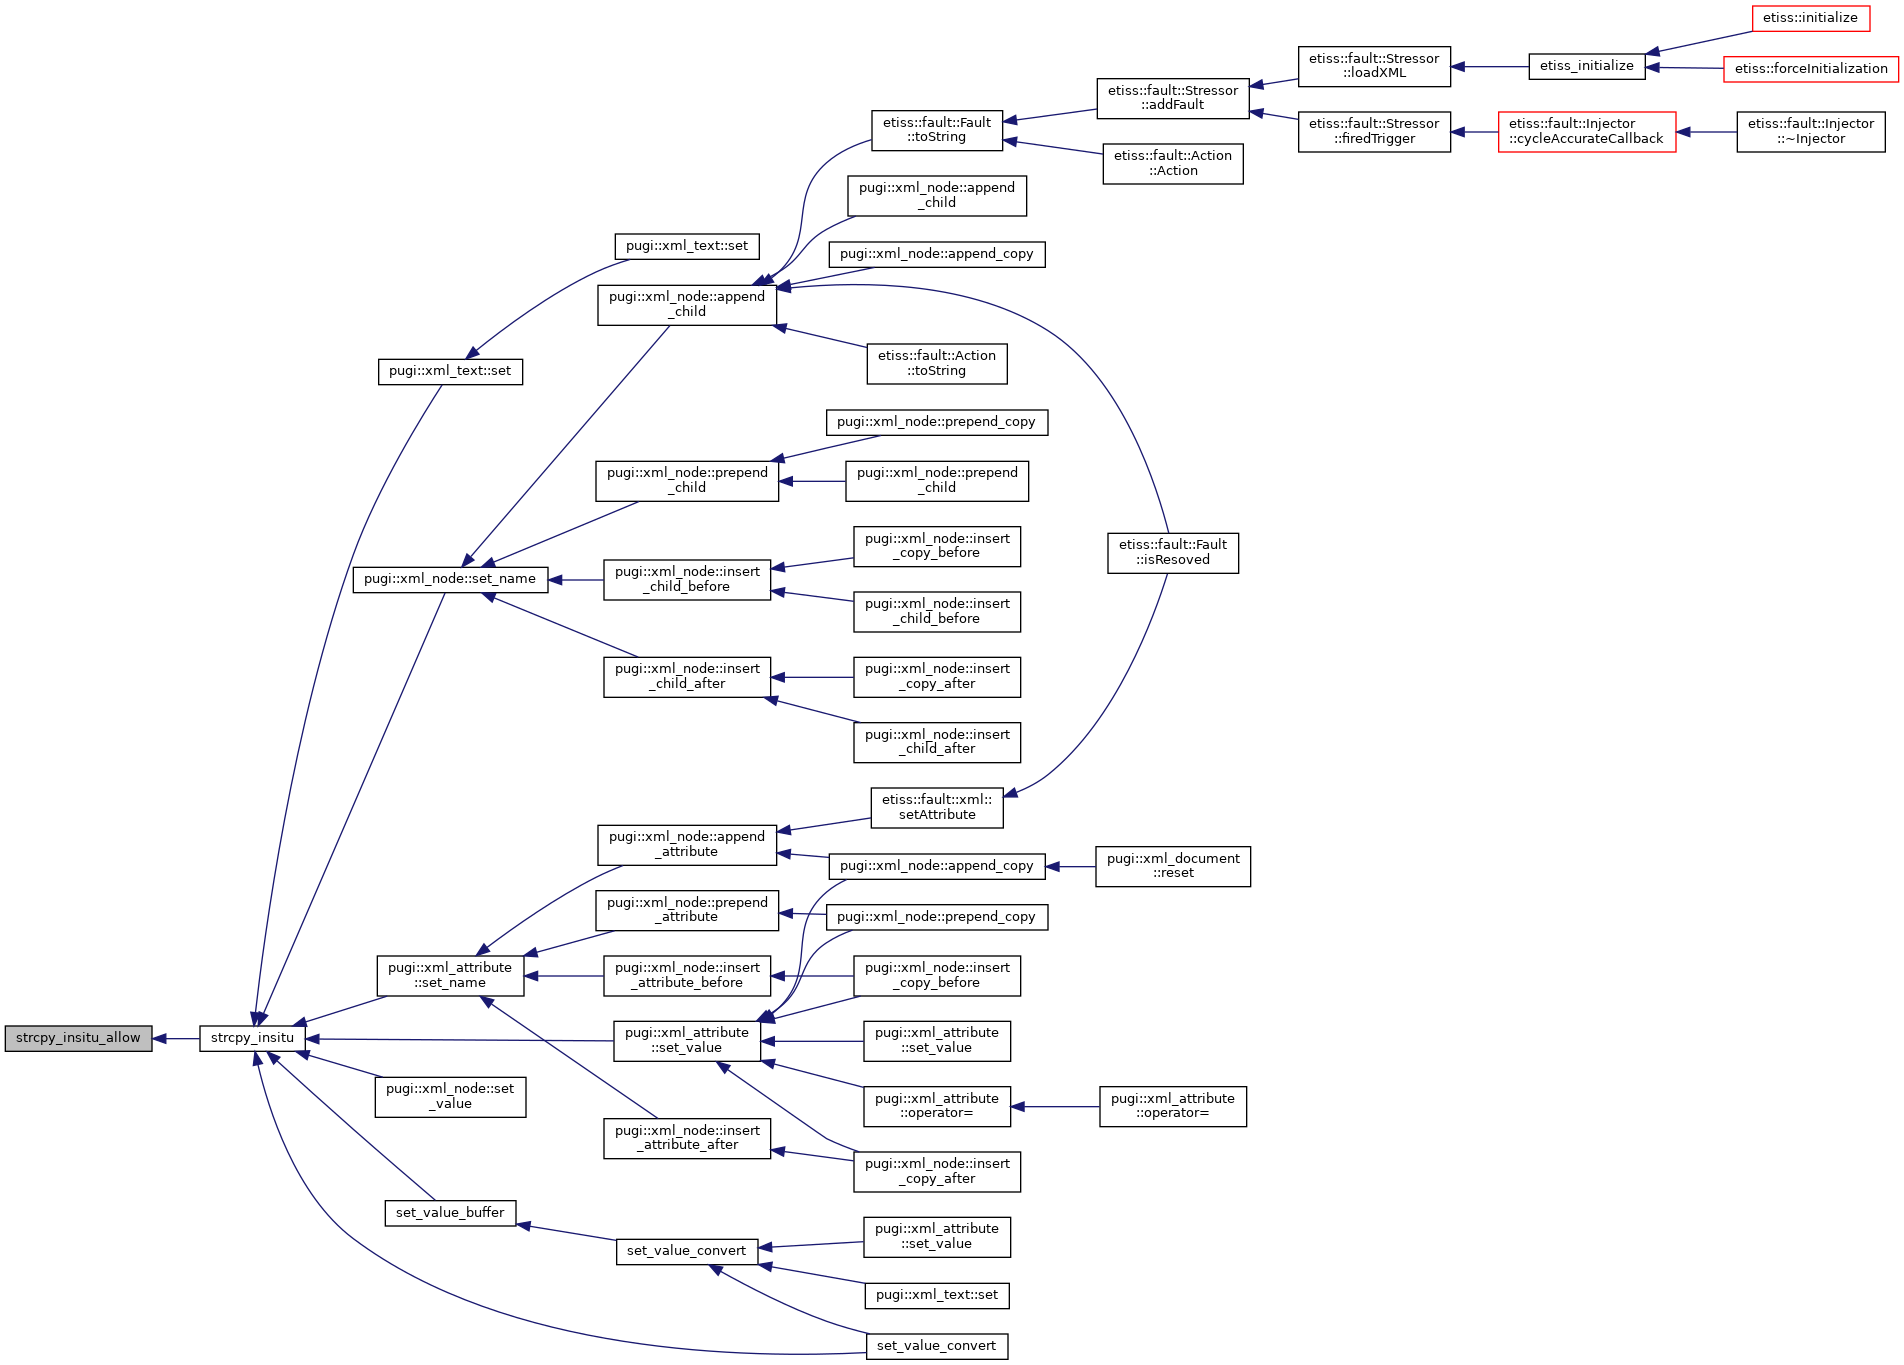 etiss::initialize
etiss::fault::Stressor
::loadXML
etiss_initialize
etiss::forceInitialization
etiss::fault::Stressor
::addFault
etiss::fault::Fault
::toString
etiss::fault::Stressor
::firedTrigger
etiss::fault::Injector
::cycleAccurateCallback
etiss::fault::Injector
::~Injector
etiss::fault::Action
::Action
pugi::xml_node::append
_child
pugi::xml_text::set
pugi::xml_node::append_copy
pugi::xml_node::append
_child
pugi::xml_text::set
etiss::fault::Action
::toString
pugi::xml_node::prepend_copy
pugi::xml_node::prepend
_child
pugi::xml_node::prepend
_child
pugi::xml_node::insert
_copy_before
etiss::fault::Fault
::isResoved
pugi::xml_node::set_name
pugi::xml_node::insert
_child_before
pugi::xml_node::insert
_child_before
pugi::xml_node::insert
_child_after
pugi::xml_node::insert
_copy_after
pugi::xml_node::insert
_child_after
etiss::fault::xml::
setAttribute
pugi::xml_node::append
_attribute
pugi::xml_node::append_copy
pugi::xml_document
::reset
pugi::xml_node::prepend
_attribute
pugi::xml_node::prepend_copy
pugi::xml_attribute
::set_name
pugi::xml_node::insert
_attribute_before
pugi::xml_node::insert
_copy_before
strcpy_insitu_allow
strcpy_insitu
pugi::xml_attribute
::set_value
pugi::xml_attribute
::set_value
pugi::xml_node::set
_value
pugi::xml_attribute
::operator=
pugi::xml_attribute
::operator=
pugi::xml_node::insert
_attribute_after
pugi::xml_node::insert
_copy_after
set_value_buffer
set_value_convert
pugi::xml_attribute
::set_value
pugi::xml_text::set
set_value_convert